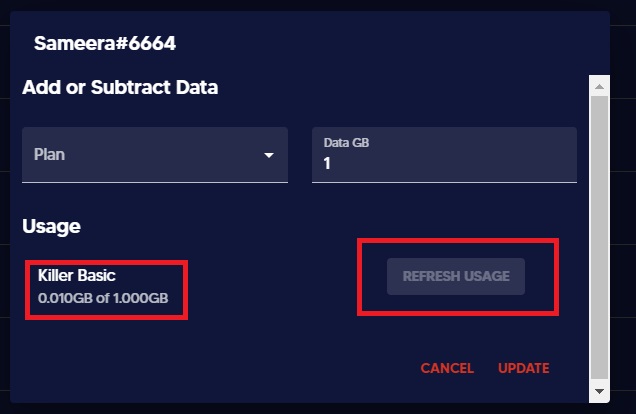 Sameera#6664
Add or Subtract Data
Plan
Data GB
1
Usage
Killer Basic
0.010GB of 1.000GB
REFRESH USAGE
CANCEL UPDATE